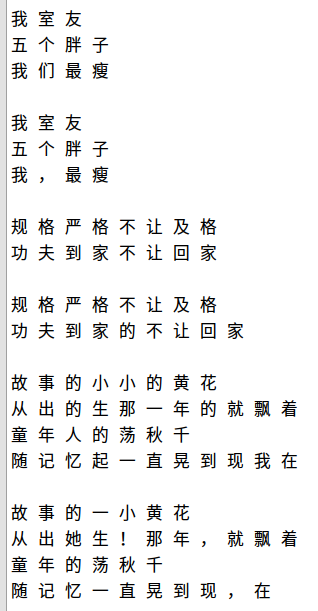 我 室 友
五 个 胖 子
我 们 最 瘦

我 室 友
五 个 胖 子
我 ， 最 瘦

规 格 严 格 不 让 及 格
功 夫 到 家 不 让 回 家

规 格 严 格 不 让 及 格
功 夫 到 家 的 不 让 回 家

故 事 的 小 小 的 黄 花
从 出 的 生 那 一 年 的 就 飘 着
童 年 人 的 荡 秋 千
随 记 忆 起 一 直 晃 到 现 我 在

故 事 的 一 小 黄 花
从 出 她 生 ！ 那 年 ， 就 飘 着
童 年 的 荡 秋 千
随 记 忆 一 直 晃 到 现 ， 在